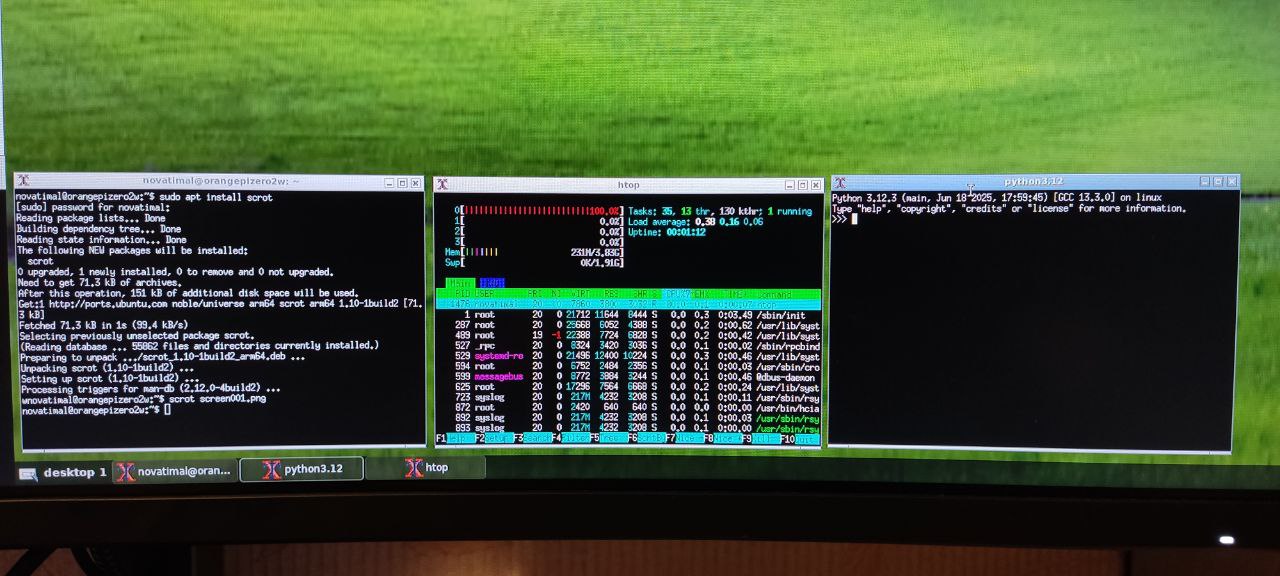 novatimal@orangepizero2w: ~
novatimal@orangepizero2w:~$ sudo apt install scrot
[sudo] password for novatimal:
Reading package lists... Done
Building dependency tree... Done
Reading state information... Done
The following NEW packages will be installed:
scrot
0 upgraded, 1 newly installed, 0 to remove and 0 not upgraded.
Need to get 71.3 kB of archives.
After this operation, 151 kB of additional disk space will be used.
Get:1 http://ports.ubuntu.com noble/universe arm64 scrot arm64 1.10-1build2 [71.
3 kB]
Fetched 71.3 kB in 1s (99.4 kB/s)
Selecting previously unselected package scrot.
(Reading database ... 55862 files and directories currently installed.)
Preparing to unpack .../scrot_1.10-1build2_arm64.deb ...
Unpacking scrot (1.10-1build2) ...
Setting up scrot (1.10-1build2) ...
Processing triggers for man-db (2.12.0-4build2) ...
wnovatimal@orangepizero2w:~$ scrot screen001.png
novatimal@orangepizero2w:~$
htop
0[||||||||||||||||||||||||||100.0%] Tasks: 35, 13 thr, 130 kthr; 1 running
1[ 0.0%] Load average: 0.38 0.16 0.06
2[ 0.0%] Uptime: 00:01:12
3[ 0.0%]
Mem[||||||| 231M/3.83G]
Swp[ 0K/1.91G]
Main
PID USER PRI NI VIRT RES SHR S CPU% MEM% TIME+ Command
1 root 20 0 21712 11644 8444 S 0.0 0.3 0:03.49 /sbin/init
287 root 20 0 25668 6052 4388 S 0.0 0.2 0:00.62 /usr/lib/syst
489 root 19 -1 22388 7724 6828 S 0.0 0.2 0:00.42 /usr/lib/syst
527 _rpc 20 0 8324 3420 3036 S 0.0 0.1 0:00.02 /sbin/rpcbind
529 systemd-re 20 0 21496 12400 10224 S 0.0 0.3 0:00.46 /usr/lib/syst
594 root 20 0 6752 2484 2356 S 0.0 0.1 0:00.03 /usr/sbin/cro
599 messagebus 20 0 8772 3884 3244 S 0.0 0.1 0:00.46 @dbus-daemon
625 root 20 0 17296 7564 6668 S 0.0 0.2 0:00.24 /usr/lib/syst
723 syslog 20 0 217M 4232 3208 S 0.0 0.1 0:00.11 /usr/sbin/rsy
872 root 20 0 2420 640 640 S 0.0 0.0 0:00.00 /usr/bin/hcia
892 syslog 20 0 217M 4232 3208 S 0.0 0.1 0:00.03 /usr/sbin/rsy
893 syslog 20 0 217M 4232 3208 S 0.0 0.1 0:00.00 /usr/sbin/rsy
F1 F2 F3 F4 F5 F6 F7 F8 F9 F10
python3.12
Python 3.12.3 (main, Jun 18 2025, 17:59:45) [GCC 13.3.0] on linux
Type "help", "copyright", "credits" or "license" for more information.
>>>
desktop 1
novatimal@oran...
python3.12
htop